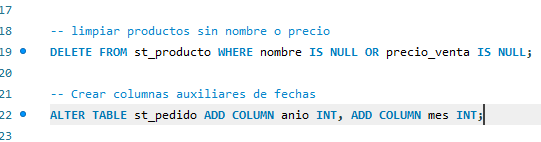 17
18 -- limpiar productos sin nombre o precio
19 DELETE FROM st_producto WHERE nombre IS NULL OR precio_venta IS NULL;
20
21 -- Crear columnas auxiliares de fechas
22 ALTER TABLE st_pedido ADD COLUMN anio INT, ADD COLUMN mes INT;
23